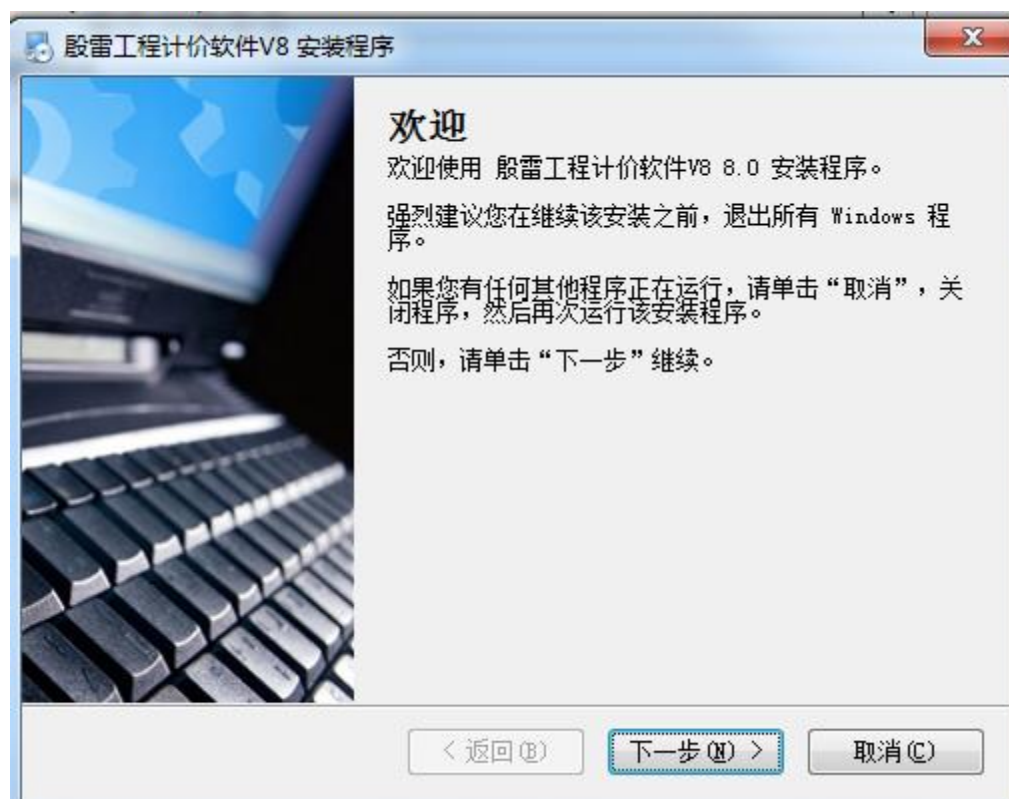 殷雷工程计价软件V8 安装程序
欢迎
欢迎使用 殷雷工程计价软件V8 8.0 安装程序。
强烈建议您在继续该安装之前，退出所有 Windows 程
序。
如果您有任何其他程序正在运行，请单击“取消”，关
闭程序，然后再次运行该安装程序。
否则，请单击“下一步”继续。
< 返回(B)
下一步(N) >
取消(C)